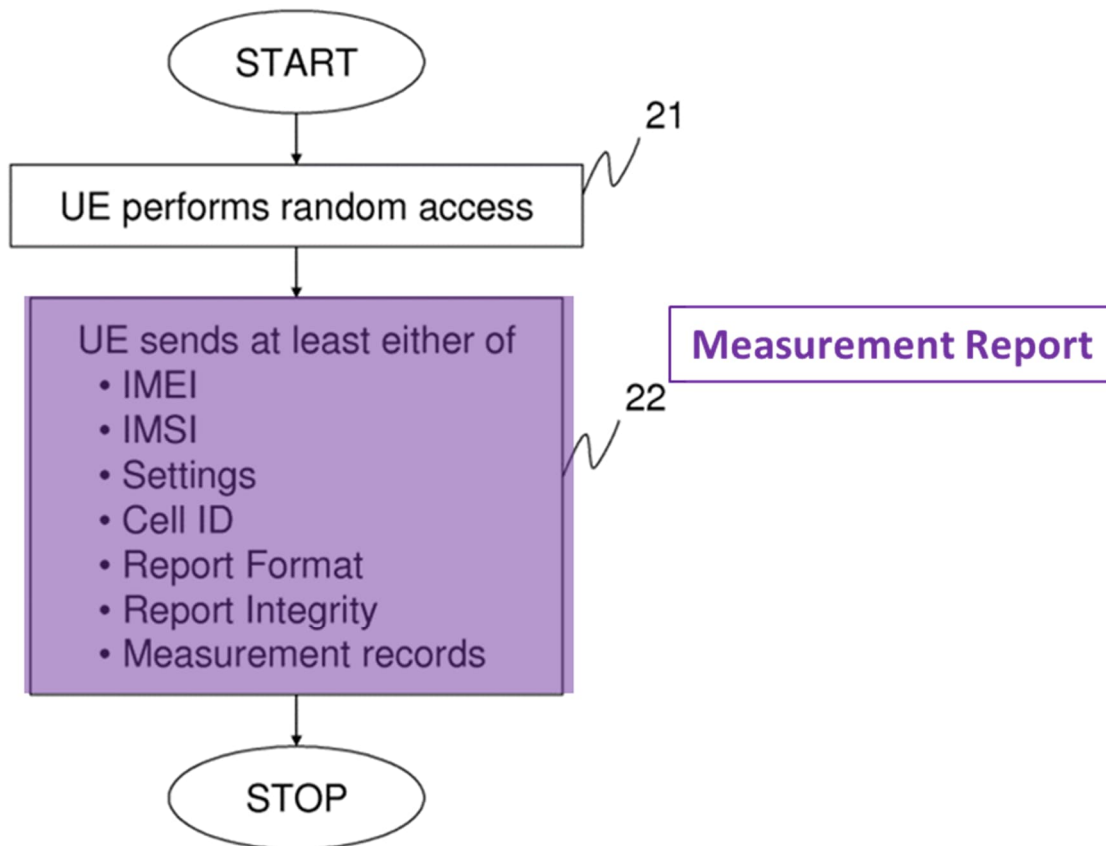 START
21
UE performs random access
UE sends at least either of
• IMEI
• IMSI
• Settings
• Cell ID
• Report Format
• Report Integrity
• Measurement records
Measurement Report
22
STOP